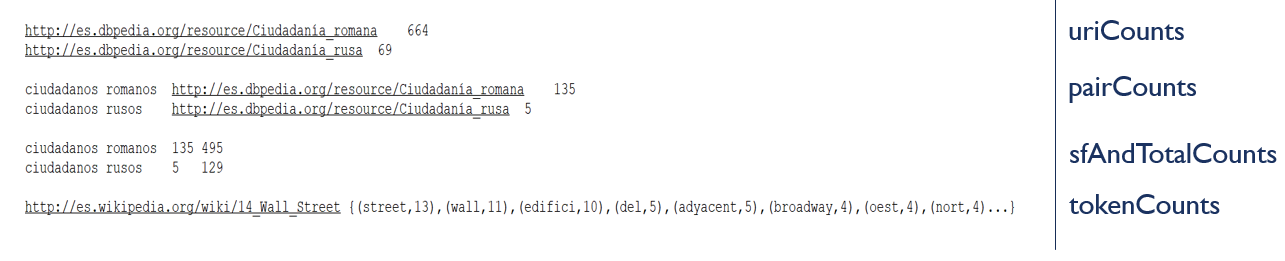 http://es.dbpedia.org/resource/Ciudadanía_romana 664
http://es.dbpedia.org/resource/Ciudadanía_rusa 69
uriCounts
ciudadanos romanos http://es.dbpedia.org/resource/Ciudadanía_romana 135
ciudadanos rusos http://es.dbpedia.org/resource/Ciudadanía_rusa 5
pairCounts
ciudadanos romanos 135 495
ciudadanos rusos 5 129
sfAndTotalCounts
http://es.wikipedia.org/wiki/14_Wall_Street {(street,13),(wall,11),(edifici,10),(del,5),(adyacent,5),(broadway,4),(oest,4),(nort,4)...}
tokenCounts